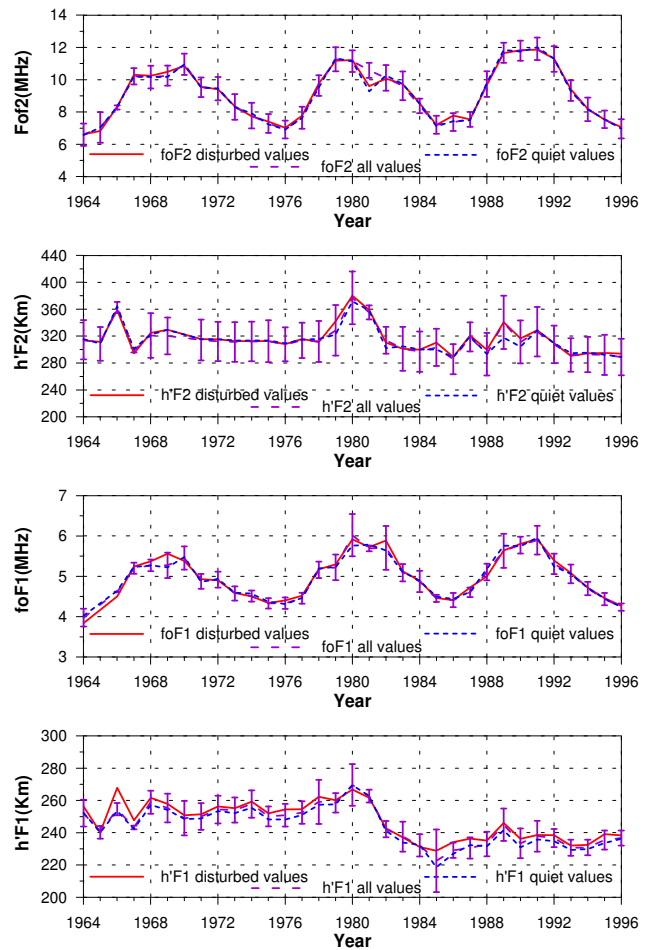 14
12
10
8
6
4
Fof2(MHz)
foF2 disturbed values
foF2 all values
foF2 quiet values
1964 1968 1972 1976 1980 1984 1988 1992 1996
Year
440
400
360
320
280
240
200
h'F2(Km)
h'F2 disturbed values
h'F2 all values
h'F2 quiet values
1964 1968 1972 1976 1980 1984 1988 1992 1996
Year
7
6
5
4
3
foF1(MHz)
foF1 disturbed values
foF1 all values
foF1 quiet values
1964 1968 1972 1976 1980 1984 1988 1992 1996
Year
300
280
260
240
220
200
h'F1(Km)
h'F1 disturbed values
h'F1 all values
h'F1 quiet values
1964 1968 1972 1976 1980 1984 1988 1992 1996
Year